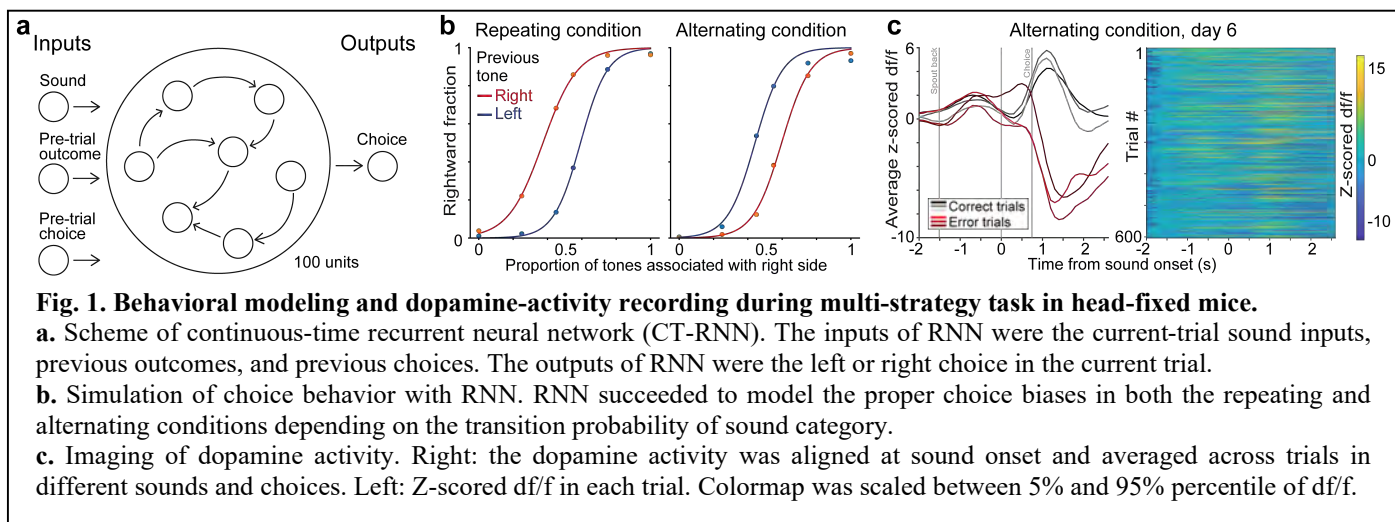 a
Inputs
Outputs
Sound
Pre-trial
outcome
Pre-trial
choice
Choice
100 units
b
Repeating condition
Alternating condition
Previous
tone
Right
Left
Rightward fraction
1
0.5
0
0
0.5
1
0
0.5
1
Proportion of tones associated with right side
c
Alternating condition, day 6
Average z-scored df/f
6
0
-10
Spout back
Choice
Correct trials
Error trials
-2
-1
0
1
2
Trial #
1
600
-2
-1
0
1
2
Time from sound onset (s)
15
0
-10
Z-scored df/f
Fig. 1. Behavioral modeling and dopamine-activity recording during multi-strategy task in head-fixed mice.
a. Scheme of continuous-time recurrent neural network (CT-RNN). The inputs of RNN were the current-trial sound inputs,
previous outcomes, and previous choices. The outputs of RNN were the left or right choice in the current trial.
b. Simulation of choice behavior with RNN. RNN succeeded to model the proper choice biases in both the repeating and
alternating conditions depending on the transition probability of sound category.
c. Imaging of dopamine activity. Right: the dopamine activity was aligned at sound onset and averaged across trials in
different sounds and choices. Left: Z-scored df/f in each trial. Colormap was scaled between 5% and 95% percentile of df/f.